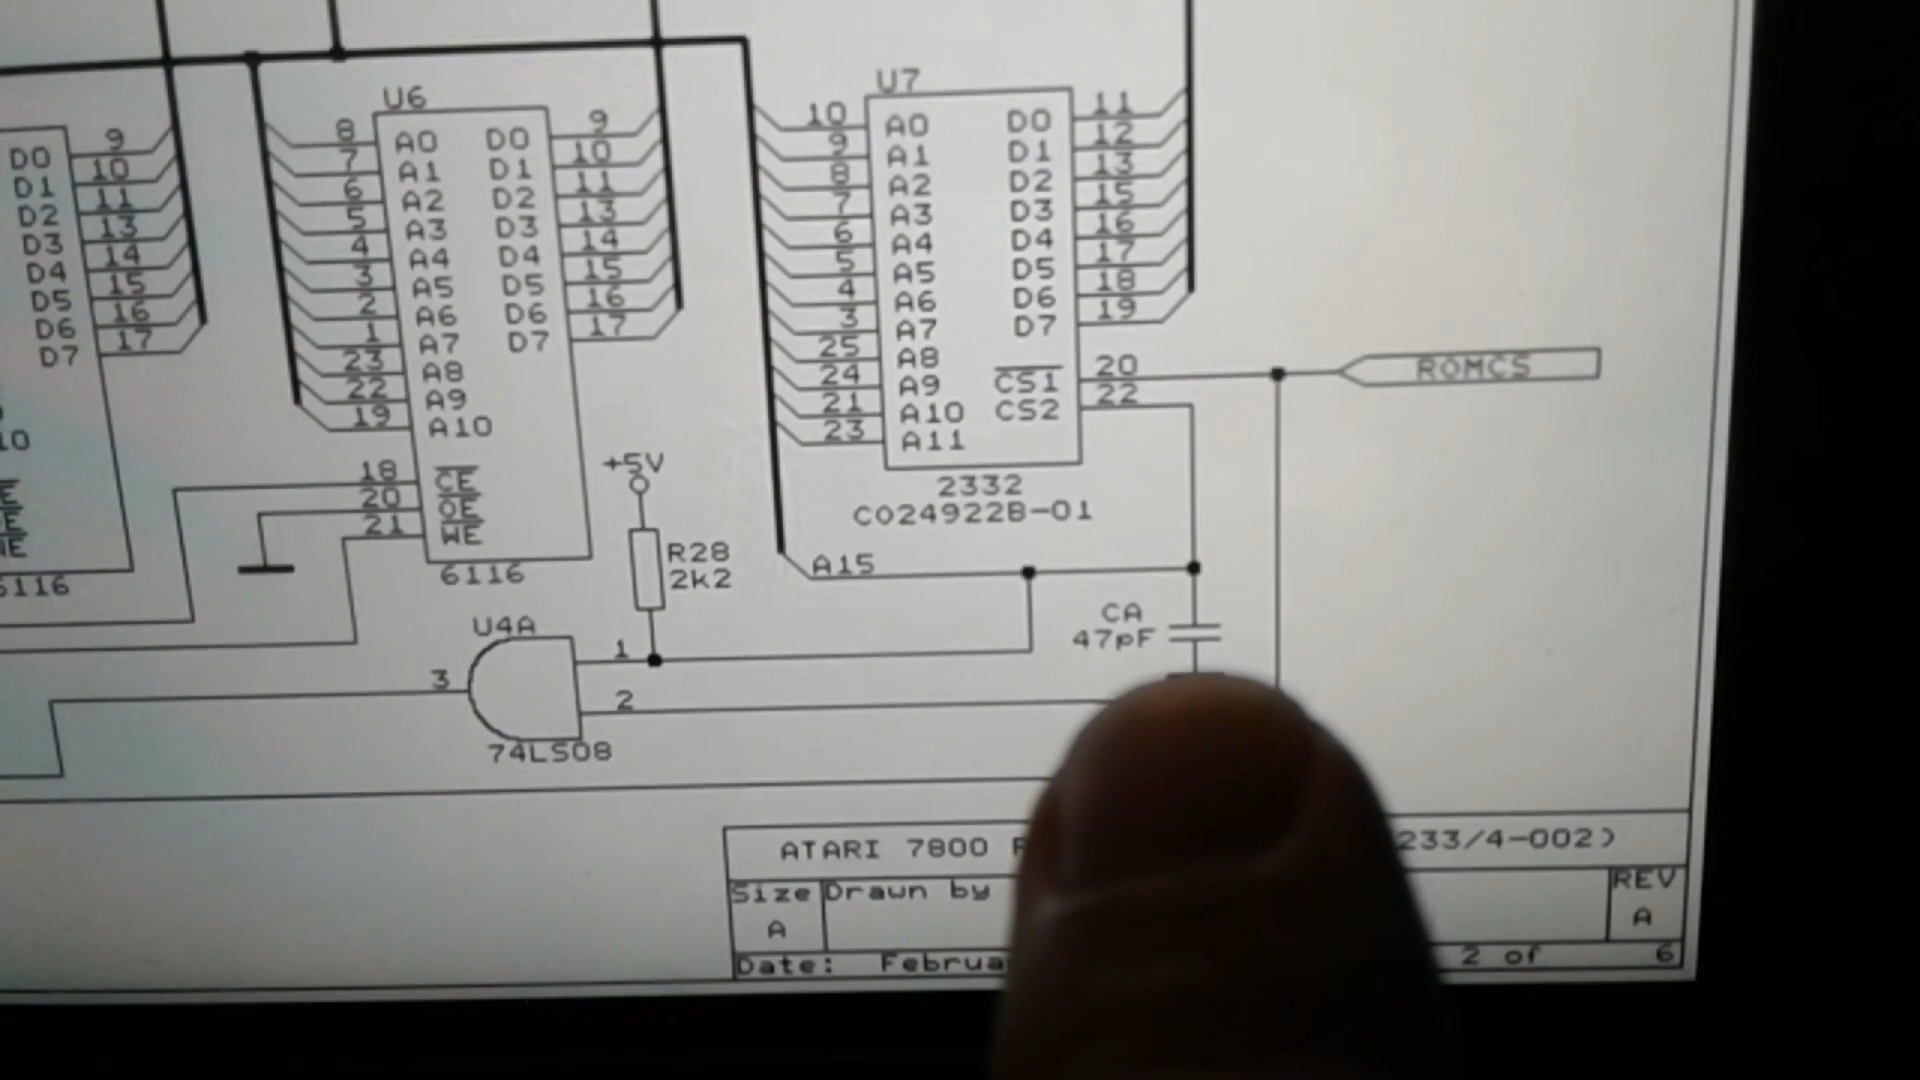 D0 9
D1 10
D2 11
D3 13
D4 14
D5 15
D6 16
D7 17
10
6116
U6
8 A0 D0 9
7 A1 D1 10
6 A2 D2 11
5 A3 D3 13
4 A4 D4 14
3 A5 D5 15
2 A6 D6 16
1 A7 D7 17
23 A8
22 A9
19 A10
18 CE
20 OE
21 WE
6116
U7
10 A0 D0 11
9 A1 D1 12
8 A2 D2 13
7 A3 D3 15
6 A4 D4 16
5 A5 D5 17
4 A6 D6 18
3 A7 D7 19
25 A8
24 A9 CS1 20
21 A10 CS2 22
23 A11
2332
CO24922B-01
ROMCS
+5V
R28
2k2
A15
CA
47pF
U4A
1
2
3
74LS08
ATARI 7800 233/4-002)
Size Drawn by REV
A A
Date: 2 of 6